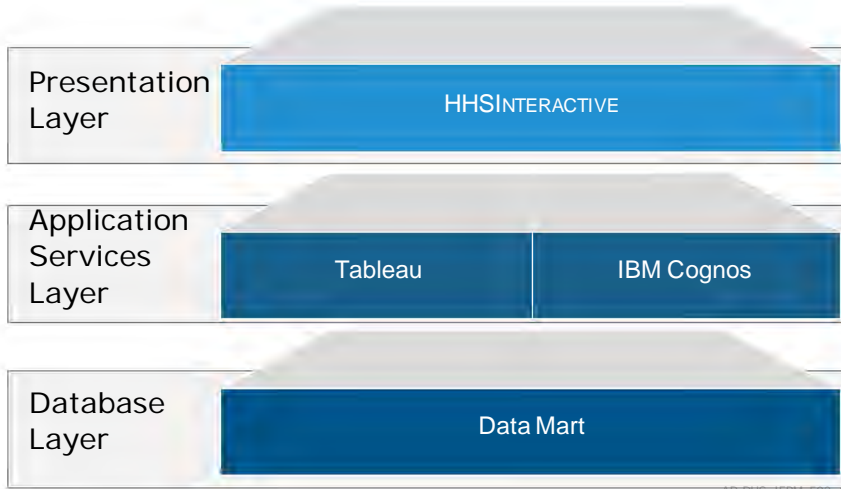 Presentation
Layer
HHSINTERACTIVE
Application
Services
Layer
Tableau
IBM Cognos
Database
Layer
Data Mart